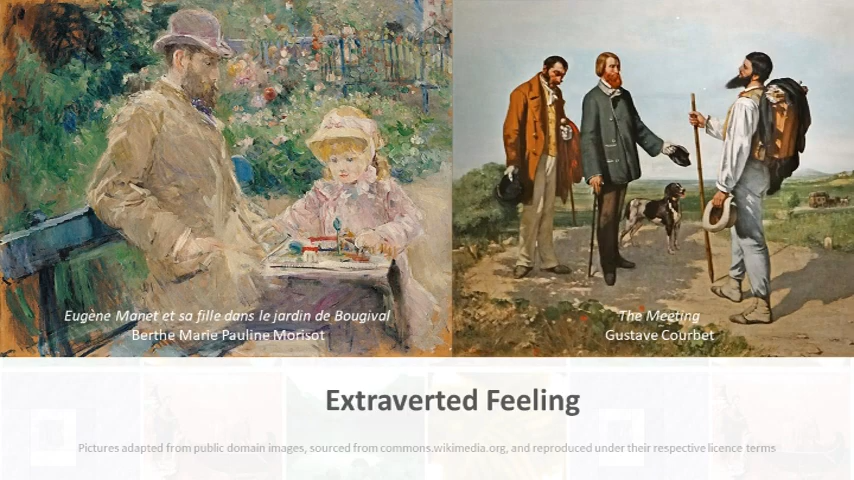 Eugène Manet et sa fille dans le jardin de Bougival
Berthe Marie Pauline Morisot
The Meeting
Gustave Courbet
Extraverted Feeling
Pictures adapted from public domain images, sourced from commons.wikimedia.org, and reproduced under their respective licence terms